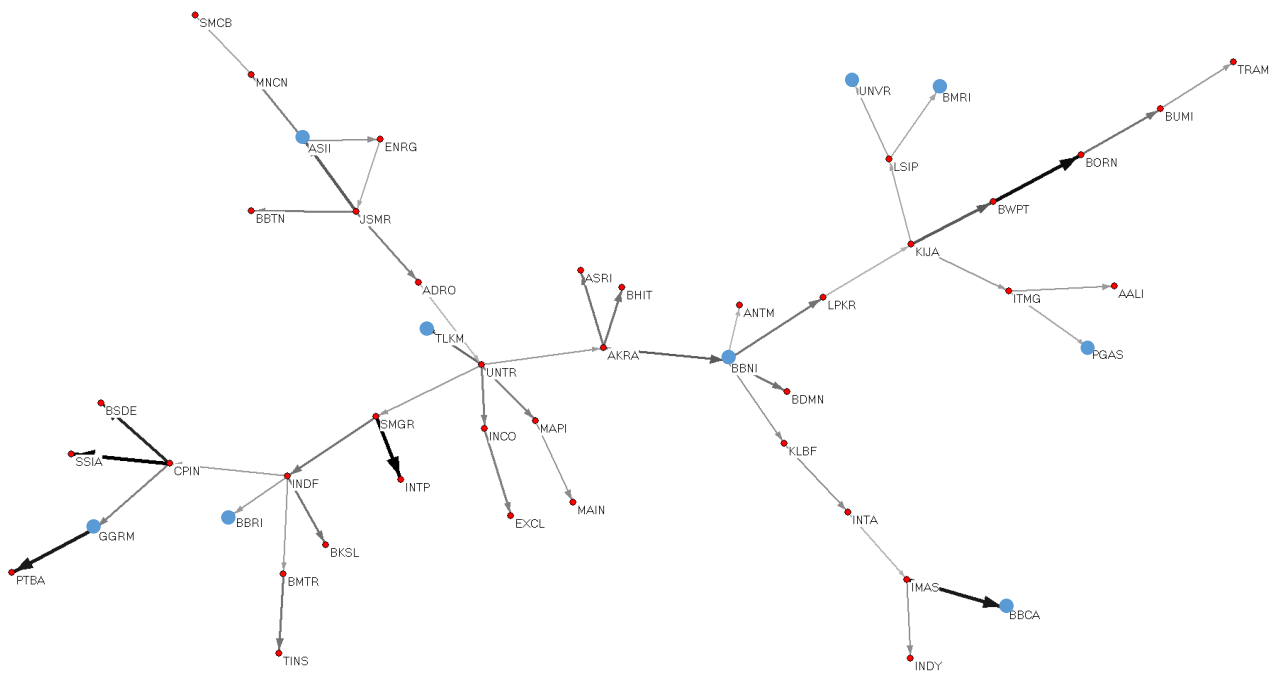 SMCB
TRAM
MNCN
UNVR
BMRI
BUMI
ASII
ENRG
BORN
LSIP
BBTN
JSMR
BWPT
KIJA
ASRI
ADRO
BHIT
ITMG
AALI
ANTM
LPKR
TLKM
AKRA
PGAS
UNTR
BBNI
BDMN
BSDE
SMGR
MAPI
INCO
KLBF
SSIA
CPIN
INDF
INTP
MAIN
EXCL
INTA
BBRI
GGRM
BKSL
PTBA
BMTR
IMAS
BBCA
TINS
INDY